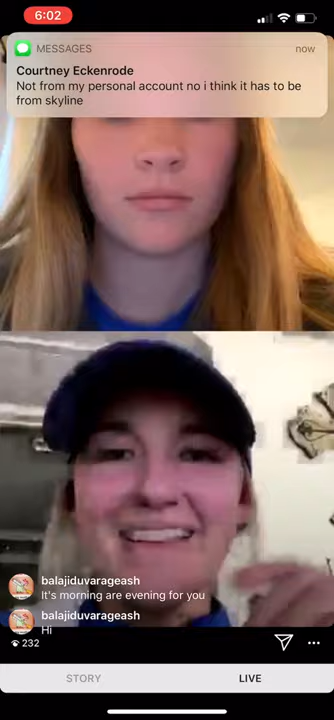 6:02
MESSAGES
now
Courtney Eckenrode
Not from my personal account no i think it has to be
from skyline
balajiduvarageash
It's morning are evening for you
balajiduvarageash
Hi
232
STORY
LIVE